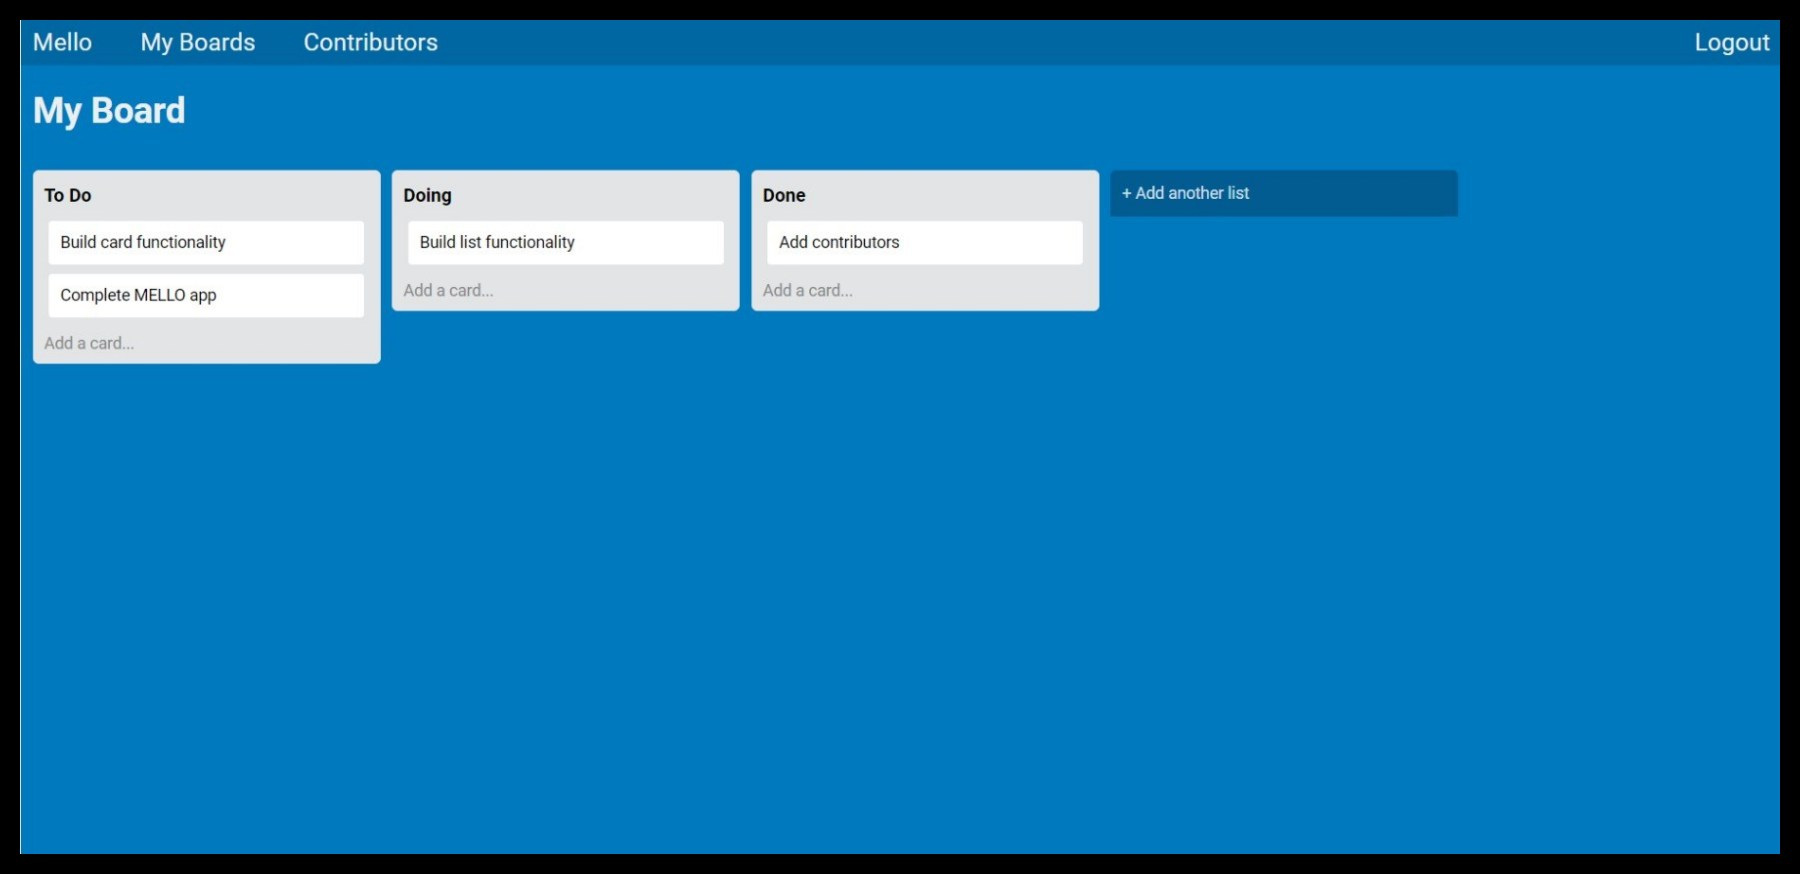 Mello My Boards Contributors Logout
My Board
To Do
Build card functionality
Complete MELLO app
Add a card...
Doing
Build list functionality
Add a card...
Done
Add contributors
Add a card...
+ Add another list